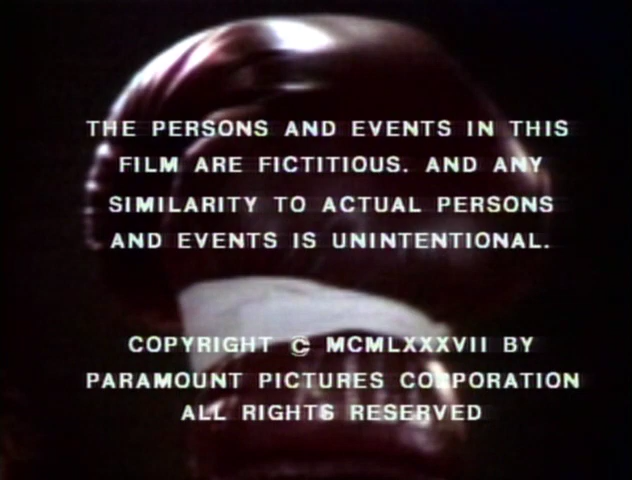 THE PERSONS AND EVENTS IN THIS
FILM ARE FICTITIOUS. AND ANY
SIMILARITY TO ACTUAL PERSONS
AND EVENTS IS UNINTENTIONAL.
COPYRIGHT © MCMLXXXVII BY
PARAMOUNT PICTURES CORPORATION
ALL RIGHTS RESERVED